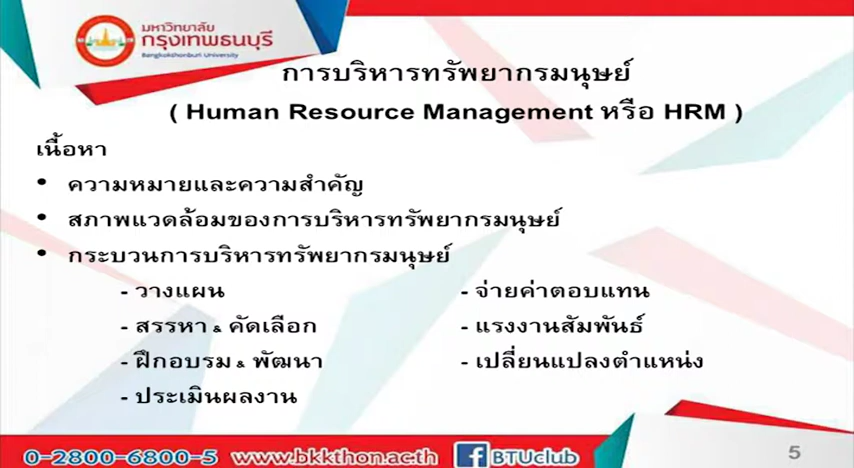 มหาวิทยาลัย
กรุงเทพธนบุรี
Bangkokthonburi University
การบริหารทรัพยากรมนุษย์
( Human Resource Management หรือ HRM )
เนื้อหา
• ความหมายและความสำคัญ
• สภาพแวดล้อมของการบริหารทรัพยากรมนุษย์
• กระบวนการบริหารทรัพยากรมนุษย์
- วางแผน
- สรรหา & คัดเลือก
- ฝึกอบรม & พัฒนา
- ประเมินผลงาน
- จ่ายค่าตอบแทน
- แรงงานสัมพันธ์
- เปลี่ยนแปลงตำแหน่ง
0-2800-6800-5 www.bkkthon.ac.th f BTUclub
5